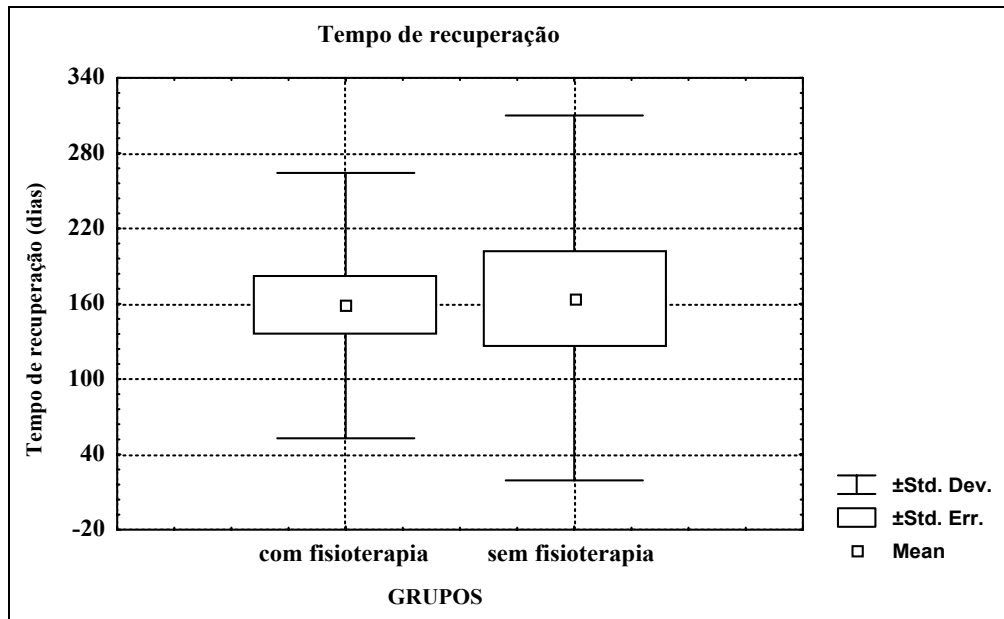 Tempo de recuperação
Tempo de recuperação (dias)
340
280
220
160
100
40
-20
com fisioterapia
sem fisioterapia
GRUPOS
±Std. Dev.
±Std. Err.
Mean